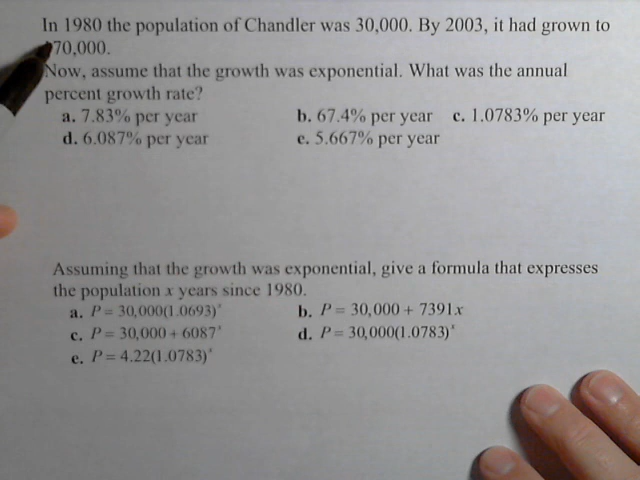 In 1980 the population of Chandler was 30,000. By 2003, it had grown to
70,000.
Now, assume that the growth was exponential. What was the annual
percent growth rate?
a. 7.83% per year b. 67.4% per year c. 1.0783% per year
d. 6.087% per year e. 5.667% per year
Assuming that the growth was exponential, give a formula that expresses
the population x years since 1980.
a. P = 30,000(1.0693)ˣ b. P = 30,000 + 7391x
c. P = 30,000 + 6087ˣ d. P = 30,000(1.0783)ˣ
e. P = 4.22(1.0783)ˣ